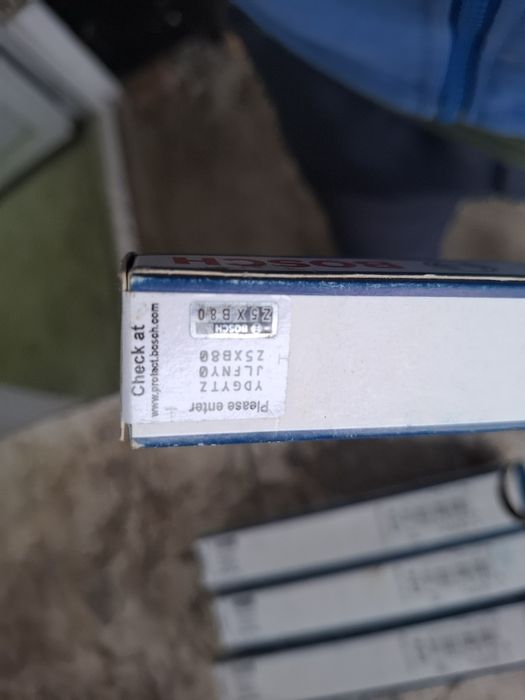 BOSCH
Check at
www.protect.bosch.com
Please enter
YDGYTZ
JLFNY0
Z5XB80
BOSCH
Z5XB80